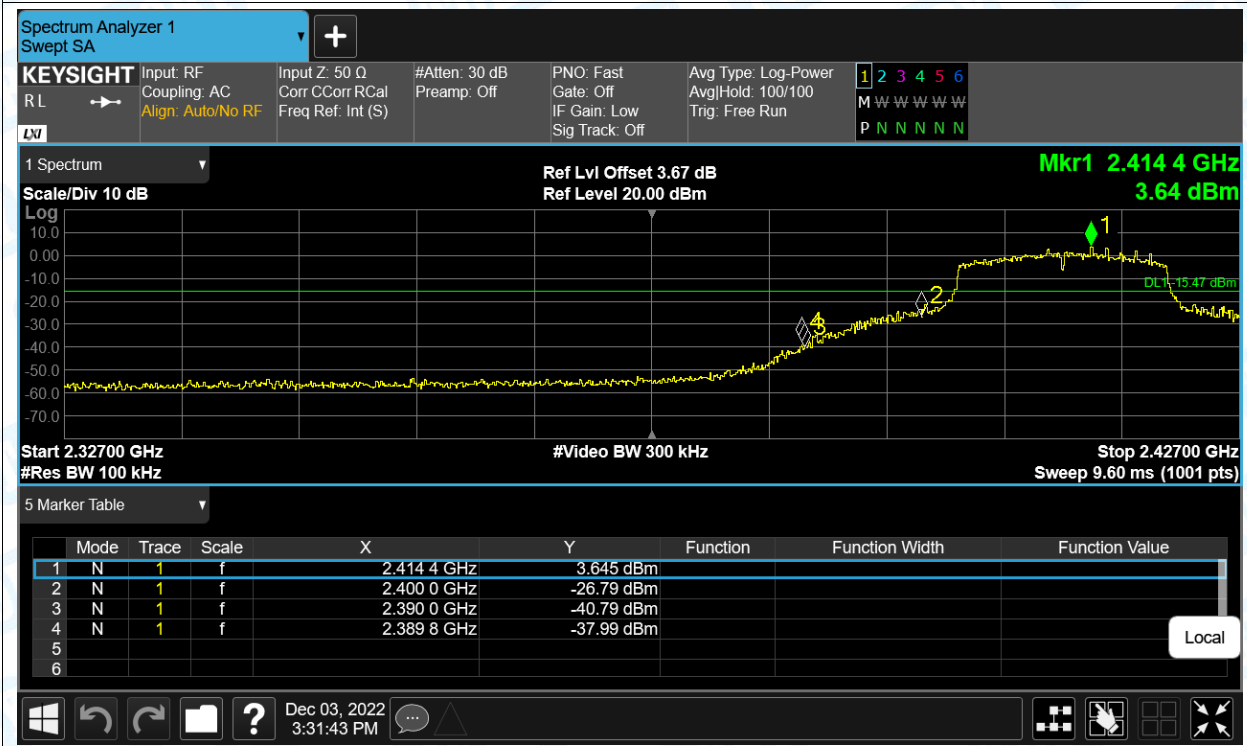 Spectrum Analyzer 1
Swept SA
+
KEYSIGHT
R L
LXI
Input: RF
Coupling: AC
Align: Auto/No RF
Input Z: 50 Ω
Corr CCorr RCal
Freq Ref: Int (S)
#Atten: 30 dB
Preamp: Off
PNO: Fast
Gate: Off
IF Gain: Low
Sig Track: Off
Avg Type: Log-Power
Avg|Hold: 100/100
Trig: Free Run
1 2 3 4 5 6
M W W W W W
P N N N N N
1 Spectrum
Scale/Div 10 dB
Ref Lvl Offset 3.67 dB
Ref Level 20.00 dBm
Mkr1 2.414 4 GHz
3.64 dBm
Log
10.0
0.00
-10.0
-20.0
-30.0
-40.0
-50.0
-60.0
-70.0
1
2
4
3
DL1 -15.47 dBm
Start 2.32700 GHz
#Res BW 100 kHz
#Video BW 300 kHz
Stop 2.42700 GHz
Sweep 9.60 ms (1001 pts)
5 Marker Table
Mode Trace Scale X Y Function Function Width Function Value
1 N 1 f 2.414 4 GHz 3.645 dBm
2 N 1 f 2.400 0 GHz -26.79 dBm
3 N 1 f 2.390 0 GHz -40.79 dBm
4 N 1 f 2.389 8 GHz -37.99 dBm
5
6
Local
?
Dec 03, 2022
3:31:43 PM